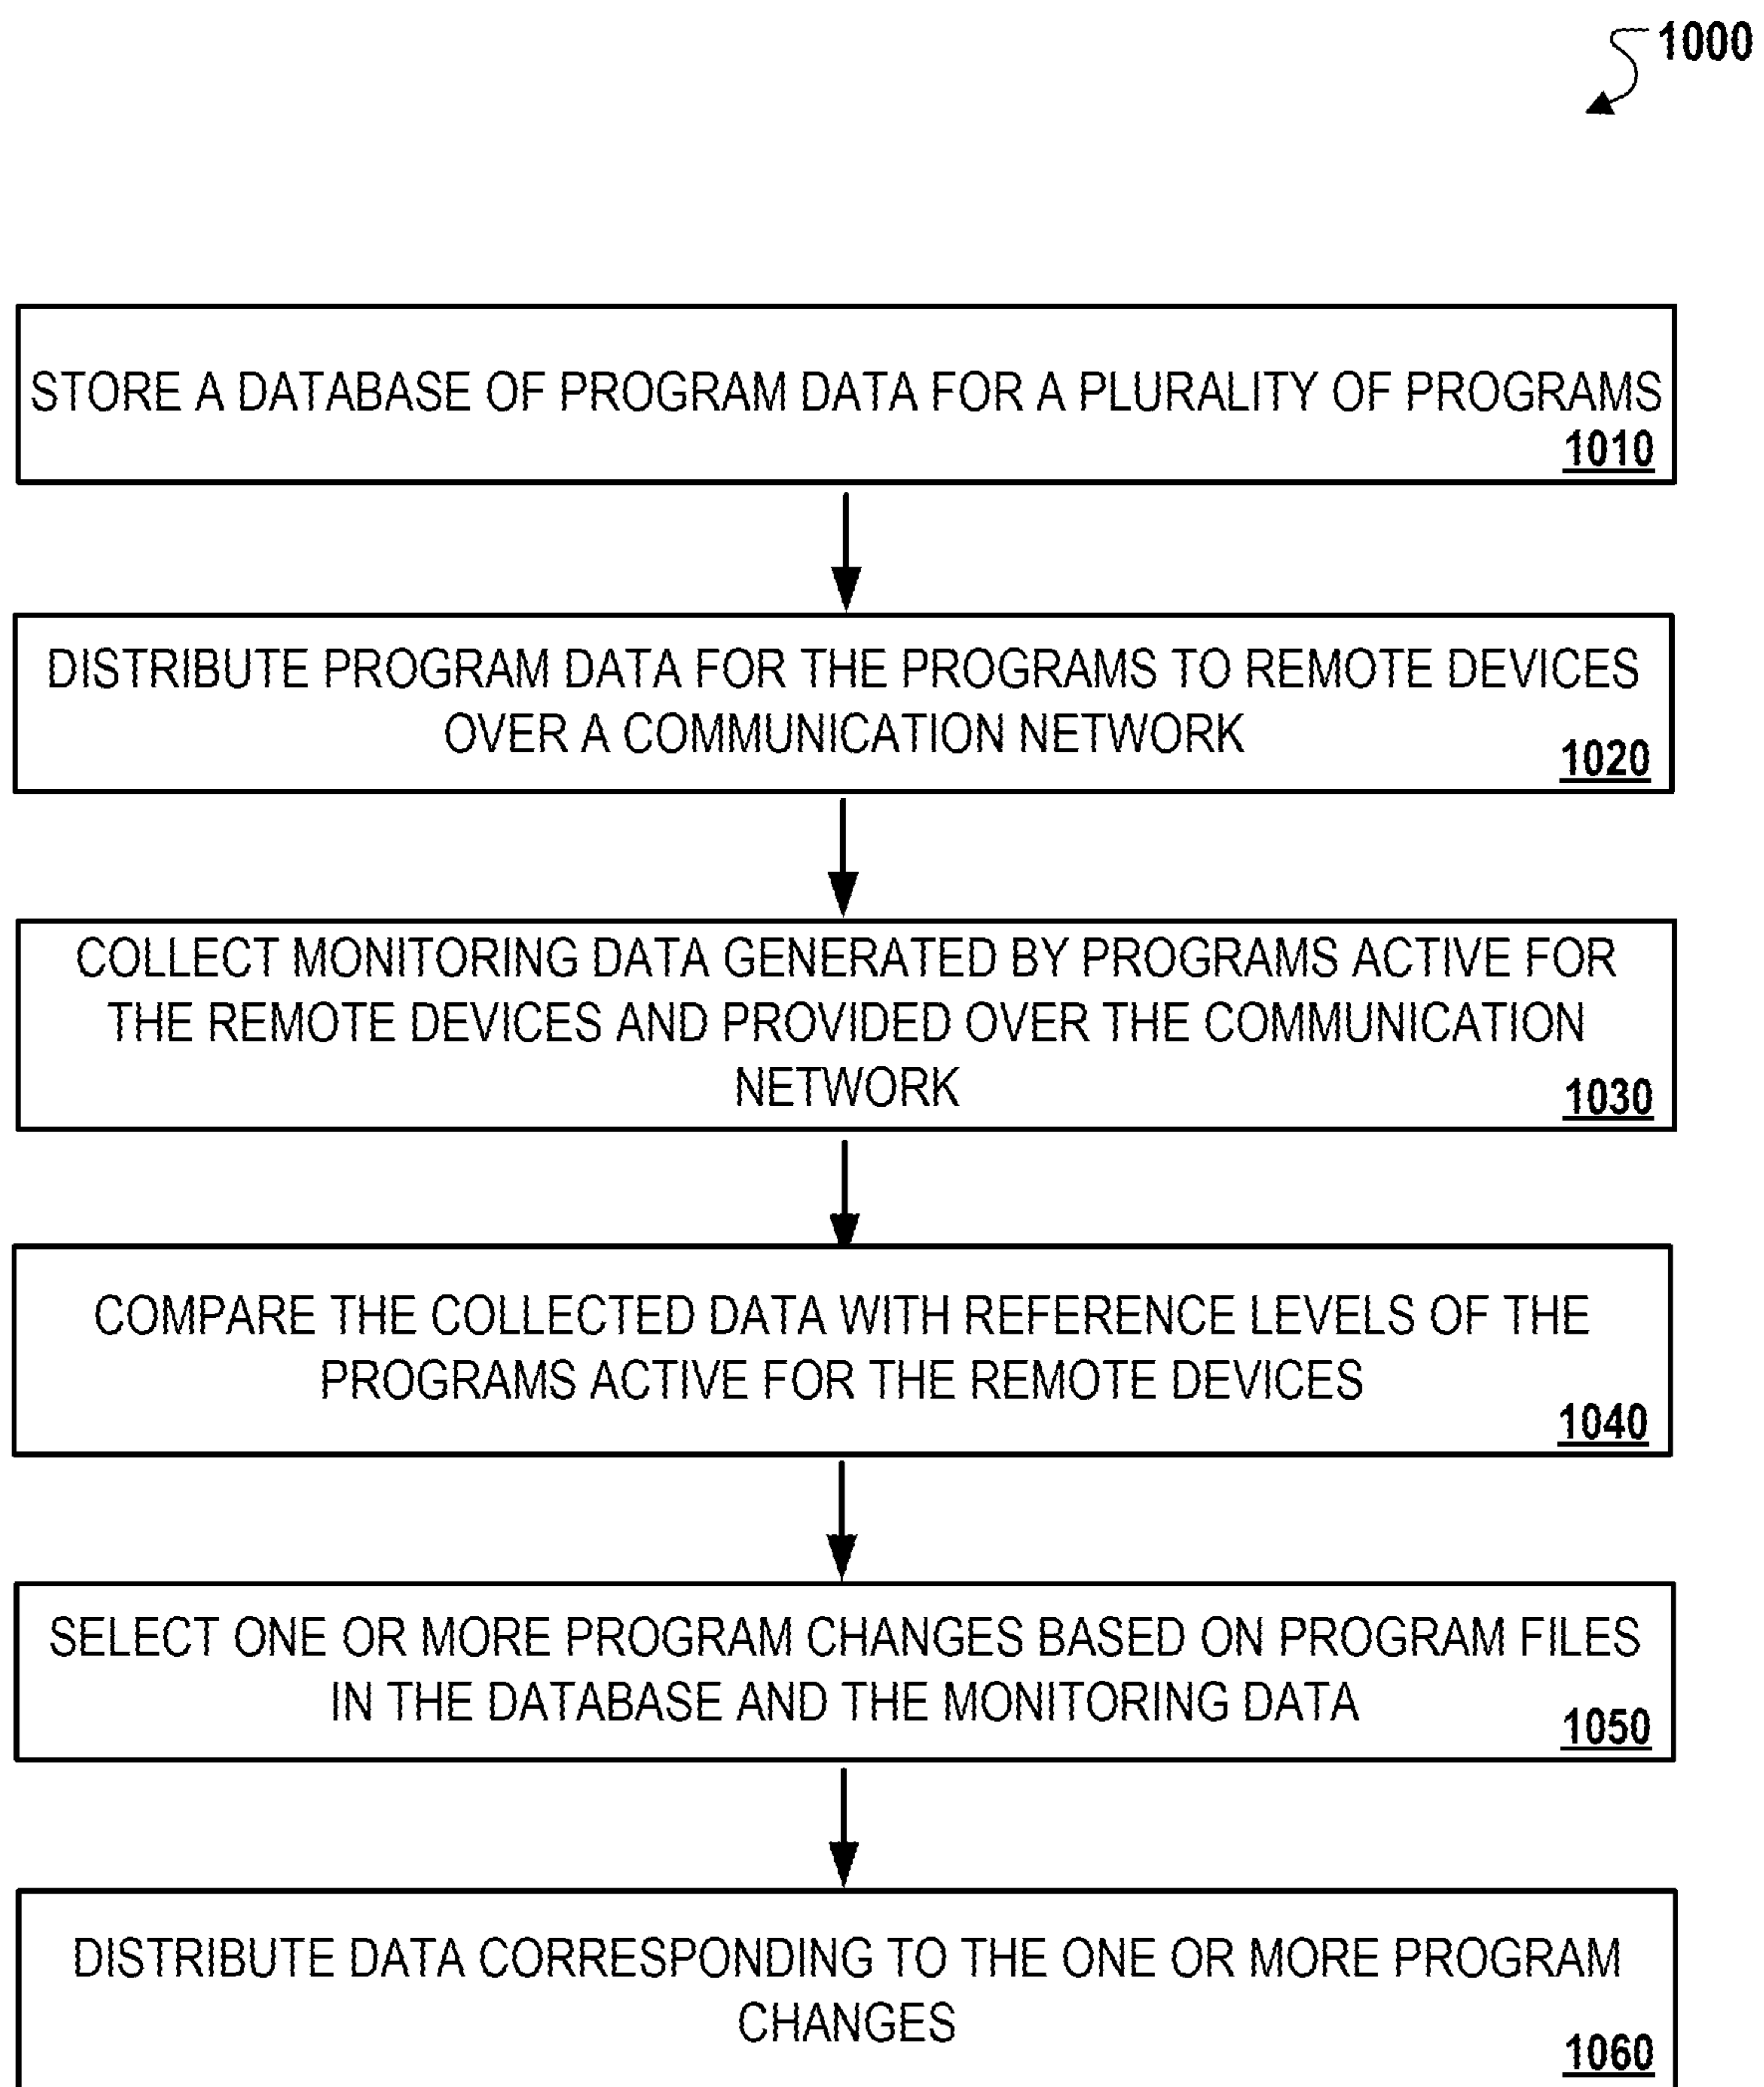 1000
STORE A DATABASE OF PROGRAM DATA FOR A PLURALITY OF PROGRAMS
1010
DISTRIBUTE PROGRAM DATA FOR THE PROGRAMS TO REMOTE DEVICES
OVER A COMMUNICATION NETWORK
1020
COLLECT MONITORING DATA GENERATED BY PROGRAMS ACTIVE FOR
THE REMOTE DEVICES AND PROVIDED OVER THE COMMUNICATION
NETWORK
1030
COMPARE THE COLLECTED DATA WITH REFERENCE LEVELS OF THE
PROGRAMS ACTIVE FOR THE REMOTE DEVICES
1040
SELECT ONE OR MORE PROGRAM CHANGES BASED ON PROGRAM FILES
IN THE DATABASE AND THE MONITORING DATA
1050
DISTRIBUTE DATA CORRESPONDING TO THE ONE OR MORE PROGRAM
CHANGES
1060